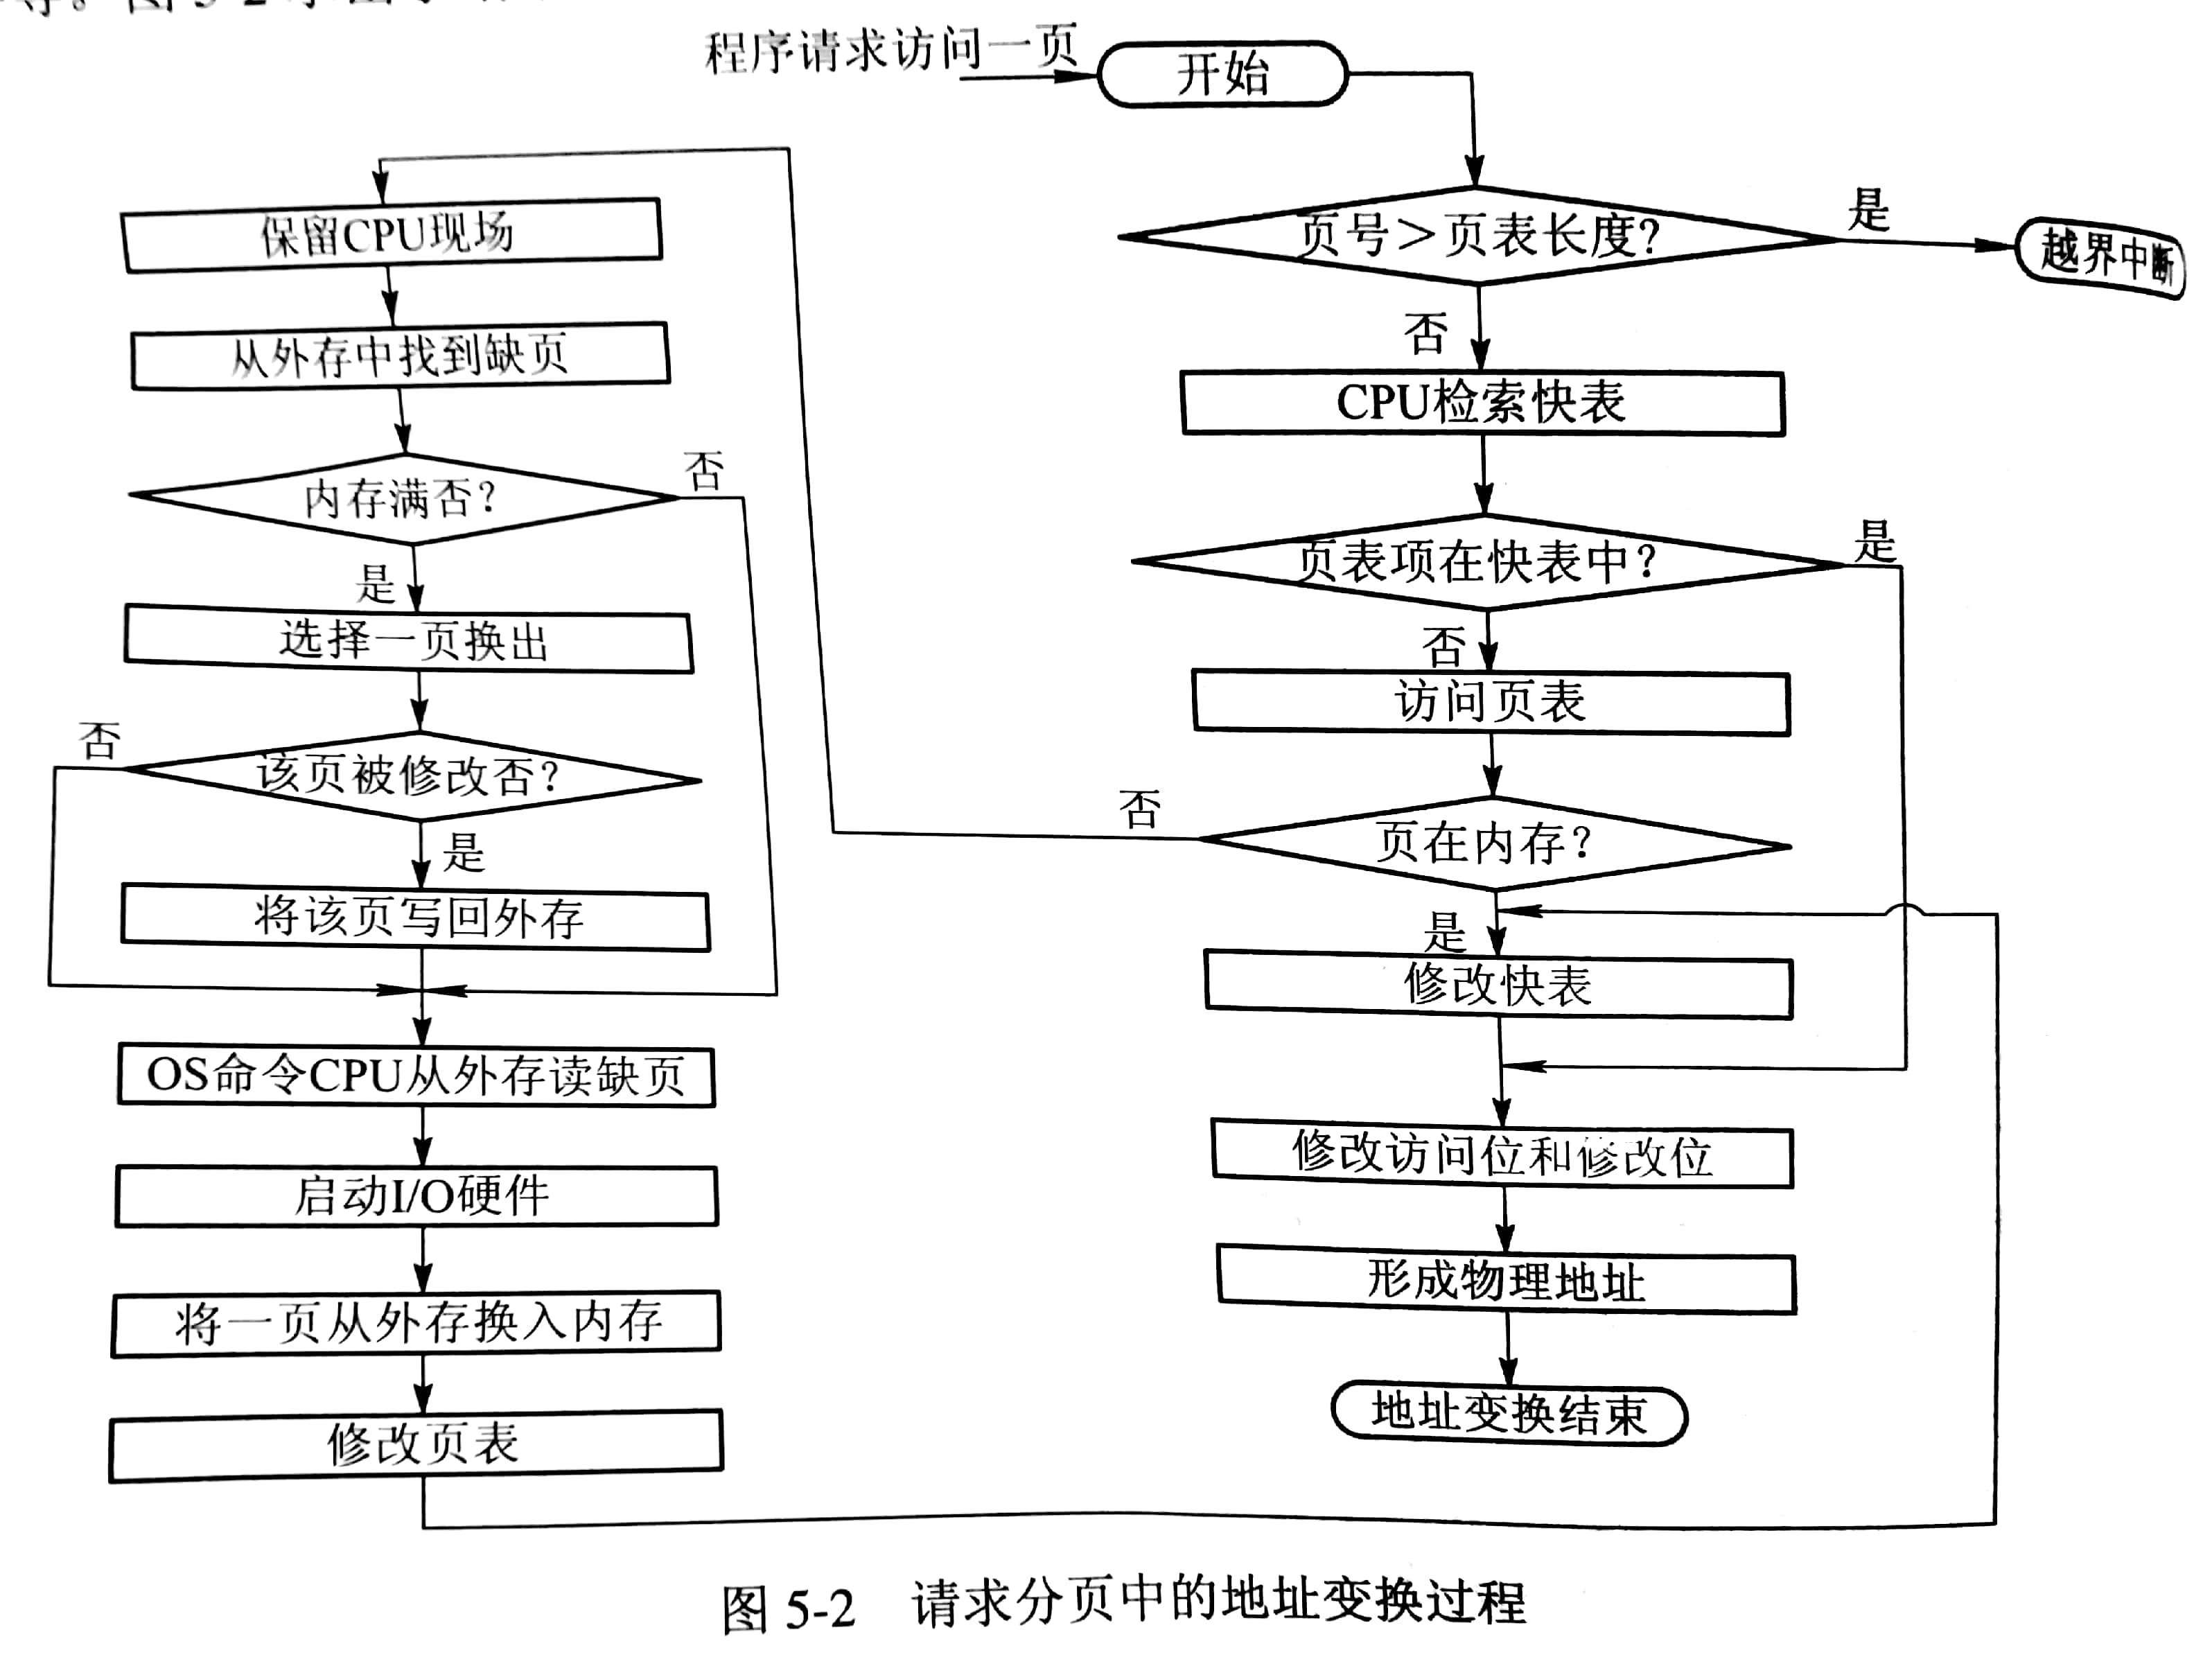 图 5-2
程序请求访问一页
开始
页号＞页表长度？
是
越界中断
否
CPU检索快表
页表项在快表中？
是
否
访问页表
页在内存？
否
是
修改快表
修改访问位和修改位
形成物理地址
地址变换结束
保留CPU现场
从外存中找到缺页
内存满否？
否
是
选择一页换出
该页被修改否？
否
是
将该页写回外存
OS命令CPU从外存读缺页
启动I/O硬件
将一页从外存换入内存
修改页表
图 5-2 请求分页中的地址变换过程